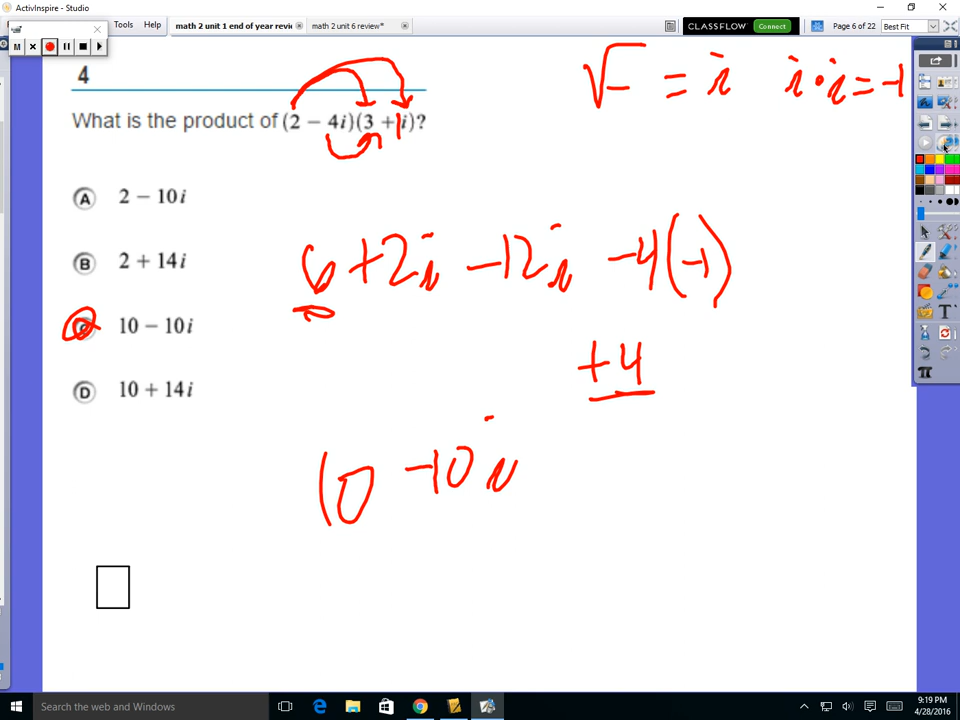 ActivInspire - Studio
Tools Help math 2 unit 1 end of year revie × math 2 unit 6 review* × CLASSFLOW Connect Page 6 of 22 Best Fit
M
4
√- = i i•i=-1
What is the product of (2 − 4i)(3 + 1i)?
A 2 − 10i
B 2 + 14i
6 +2i -12i -4(-1)
C 10 − 10i
+4
D 10 + 14i
10 -10i
T
π
Search the web and Windows
9:19 PM
4/28/2016